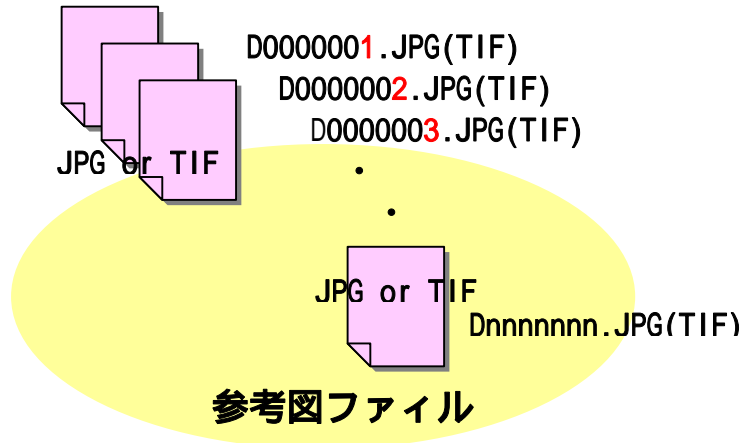 D0000001.JPG(TIF)
D0000002.JPG(TIF)
D0000003.JPG(TIF)
JPG or TIF
・
・
JPG or TIF
Dnnnnnnn.JPG(TIF)
参考図ファィル